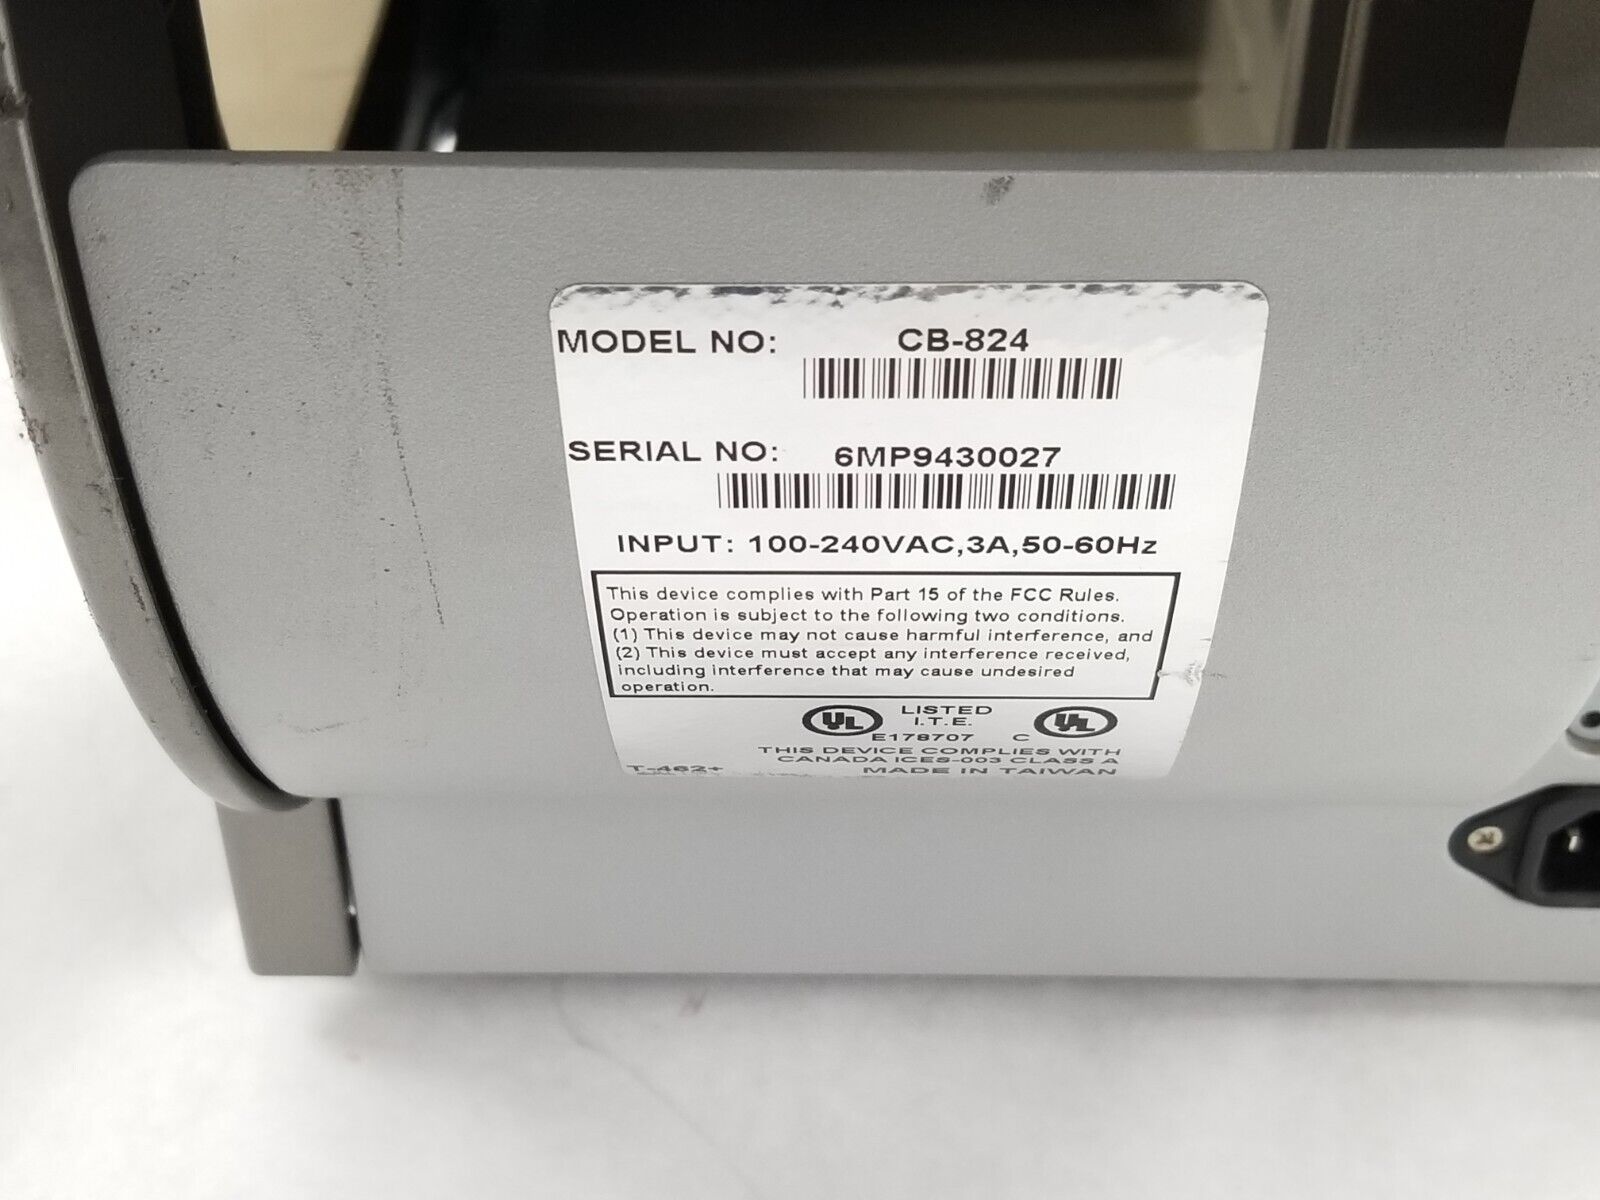 MODEL NO: CB-824
SERIAL NO: 6MP9430027
INPUT: 100-240VAC,3A,50-60Hz
This device complies with Part 15 of the FCC Rules.
Operation is subject to the following two conditions.
(1) This device may not cause harmful interference, and
(2) This device must accept any interference received,
including interference that may cause undesired
operation.
UL LISTED UL
I.T.E.
E178707 C
THIS DEVICE COMPLIES WITH
CANADA ICES-003 CLASS A
T-462+ MADE IN TAIWAN